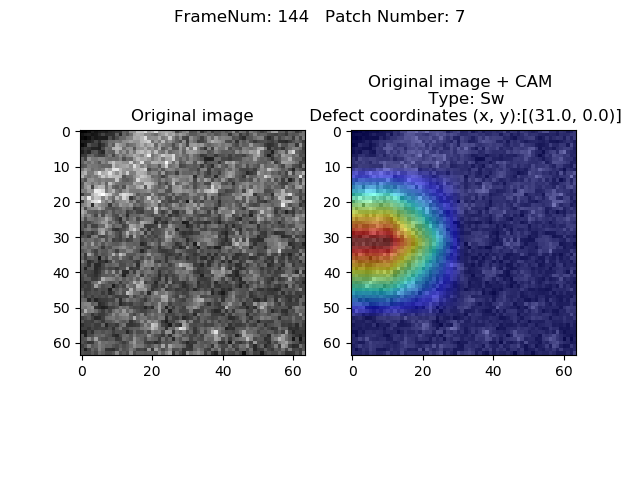 FrameNum: 144   Patch Number: 7
Original image
Original image + CAM
Type: Sw
Defect coordinates (x, y):[(31.0, 0.0)]
0
10
20
30
40
50
60
0 20 40 60
0
10
20
30
40
50
60
0 20 40 60